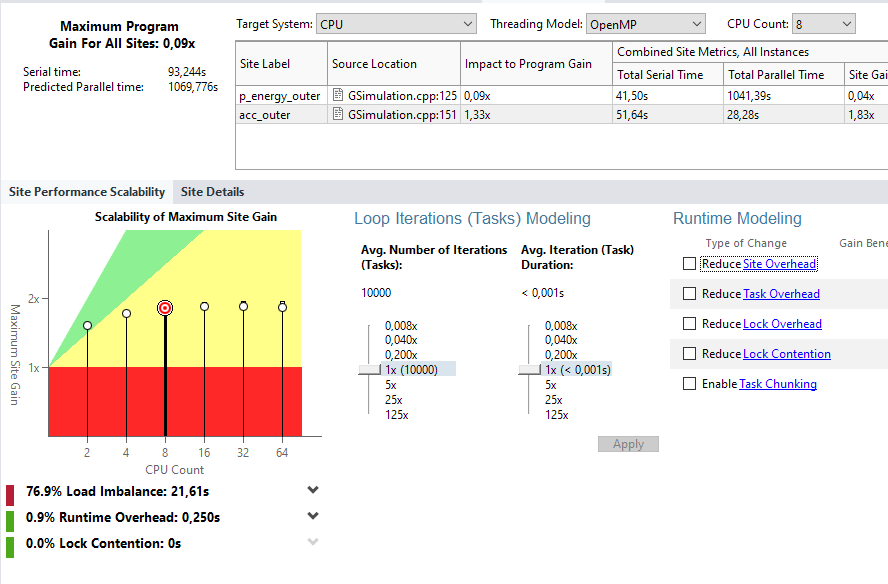 Maximum Program
Gain For All Sites: 0,09x
Serial time: 93,244s
Predicted Parallel time: 1069,776s
Target System: CPU Threading Model: OpenMP CPU Count: 8
Site Label Source Location Impact to Program Gain Combined Site Metrics, All Instances
Total Serial Time Total Parallel Time Site Gai
p_energy_outer GSimulation.cpp:125 0,09x 41,50s 1041,39s 0,04x
acc_outer GSimulation.cpp:151 1,33x 51,64s 28,28s 1,83x
Site Performance Scalability Site Details
Scalability of Maximum Site Gain
Maximum Site Gain
2x
1x
2 4 8 16 32 64
CPU Count
76.9% Load Imbalance: 21,61s
0.9% Runtime Overhead: 0,250s
0.0% Lock Contention: 0s
Loop Iterations (Tasks) Modeling
Avg. Number of Iterations
(Tasks):
10000
0,008x
0,040x
0,200x
1x (10000)
5x
25x
125x
Avg. Iteration (Task)
Duration:
< 0,001s
0,008x
0,040x
0,200x
1x (< 0,001s)
5x
25x
125x
Apply
Runtime Modeling
Type of Change Gain Bene
Reduce Site Overhead
Reduce Task Overhead
Reduce Lock Overhead
Reduce Lock Contention
Enable Task Chunking